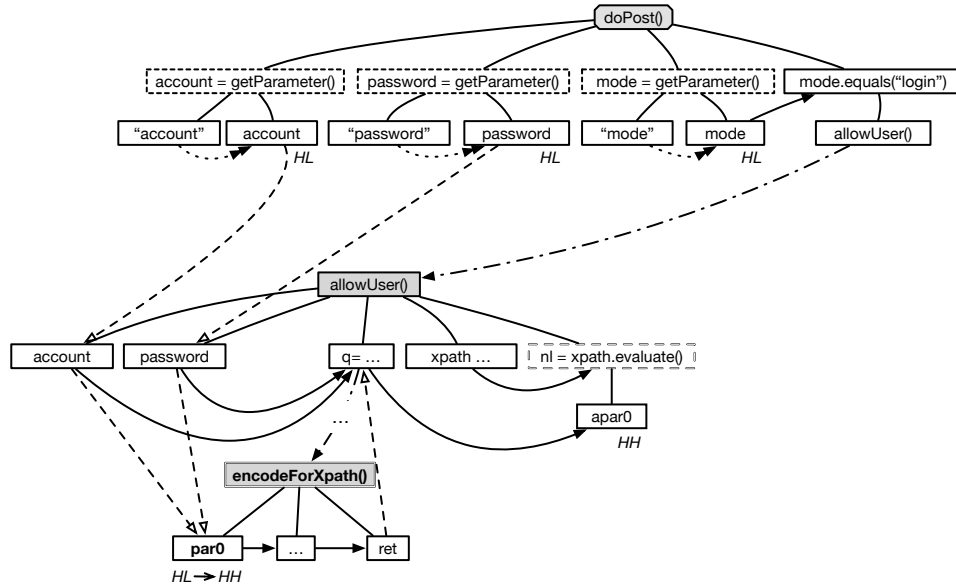 doPost()
account = getParameter()
password = getParameter()
mode = getParameter()
mode.equals(“login”)
“account”
account
“password”
password
“mode”
mode
allowUser()
HL
HL
HL
allowUser()
account
password
q= …
xpath …
nl = xpath.evaluate()
apar0
HH
…
encodeForXpath()
par0
…
ret
HL → HH